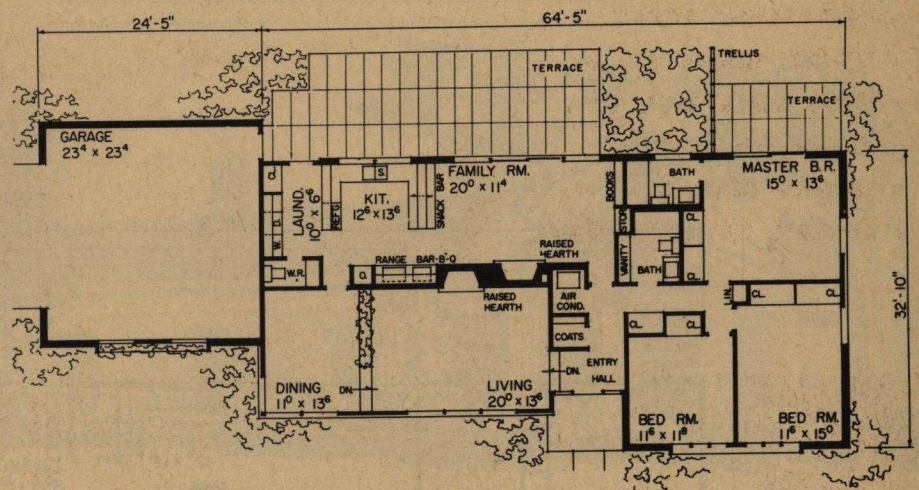 24'-5"
64'-5"
TRELLIS
TERRACE
TERRACE
GARAGE
23⁴ x 23⁴
CL.
LAUND.
10⁰ x 6⁶
W. D.
W.R.
REF'G
S.
KIT.
12⁶ x 13⁶
SNACK BAR
FAMILY RM.
20⁰ x 11⁴
BOOKS
BATH
MASTER B.R.
15⁰ x 13⁶
STOR.
VANITY
BATH
CL.
CL.
RANGE BAR-B-Q
O.
RAISED
HEARTH
RAISED
HEARTH
AIR
COND.
COATS
LIN.
CL.
CL.
CL.
CL.
32'-10"
DN.
ENTRY
HALL
DINING
11⁰ x 13⁶
DN.
LIVING
20⁰ x 13⁶
BED RM.
11⁶ x 11⁸
BED RM.
11⁶ x 15⁰